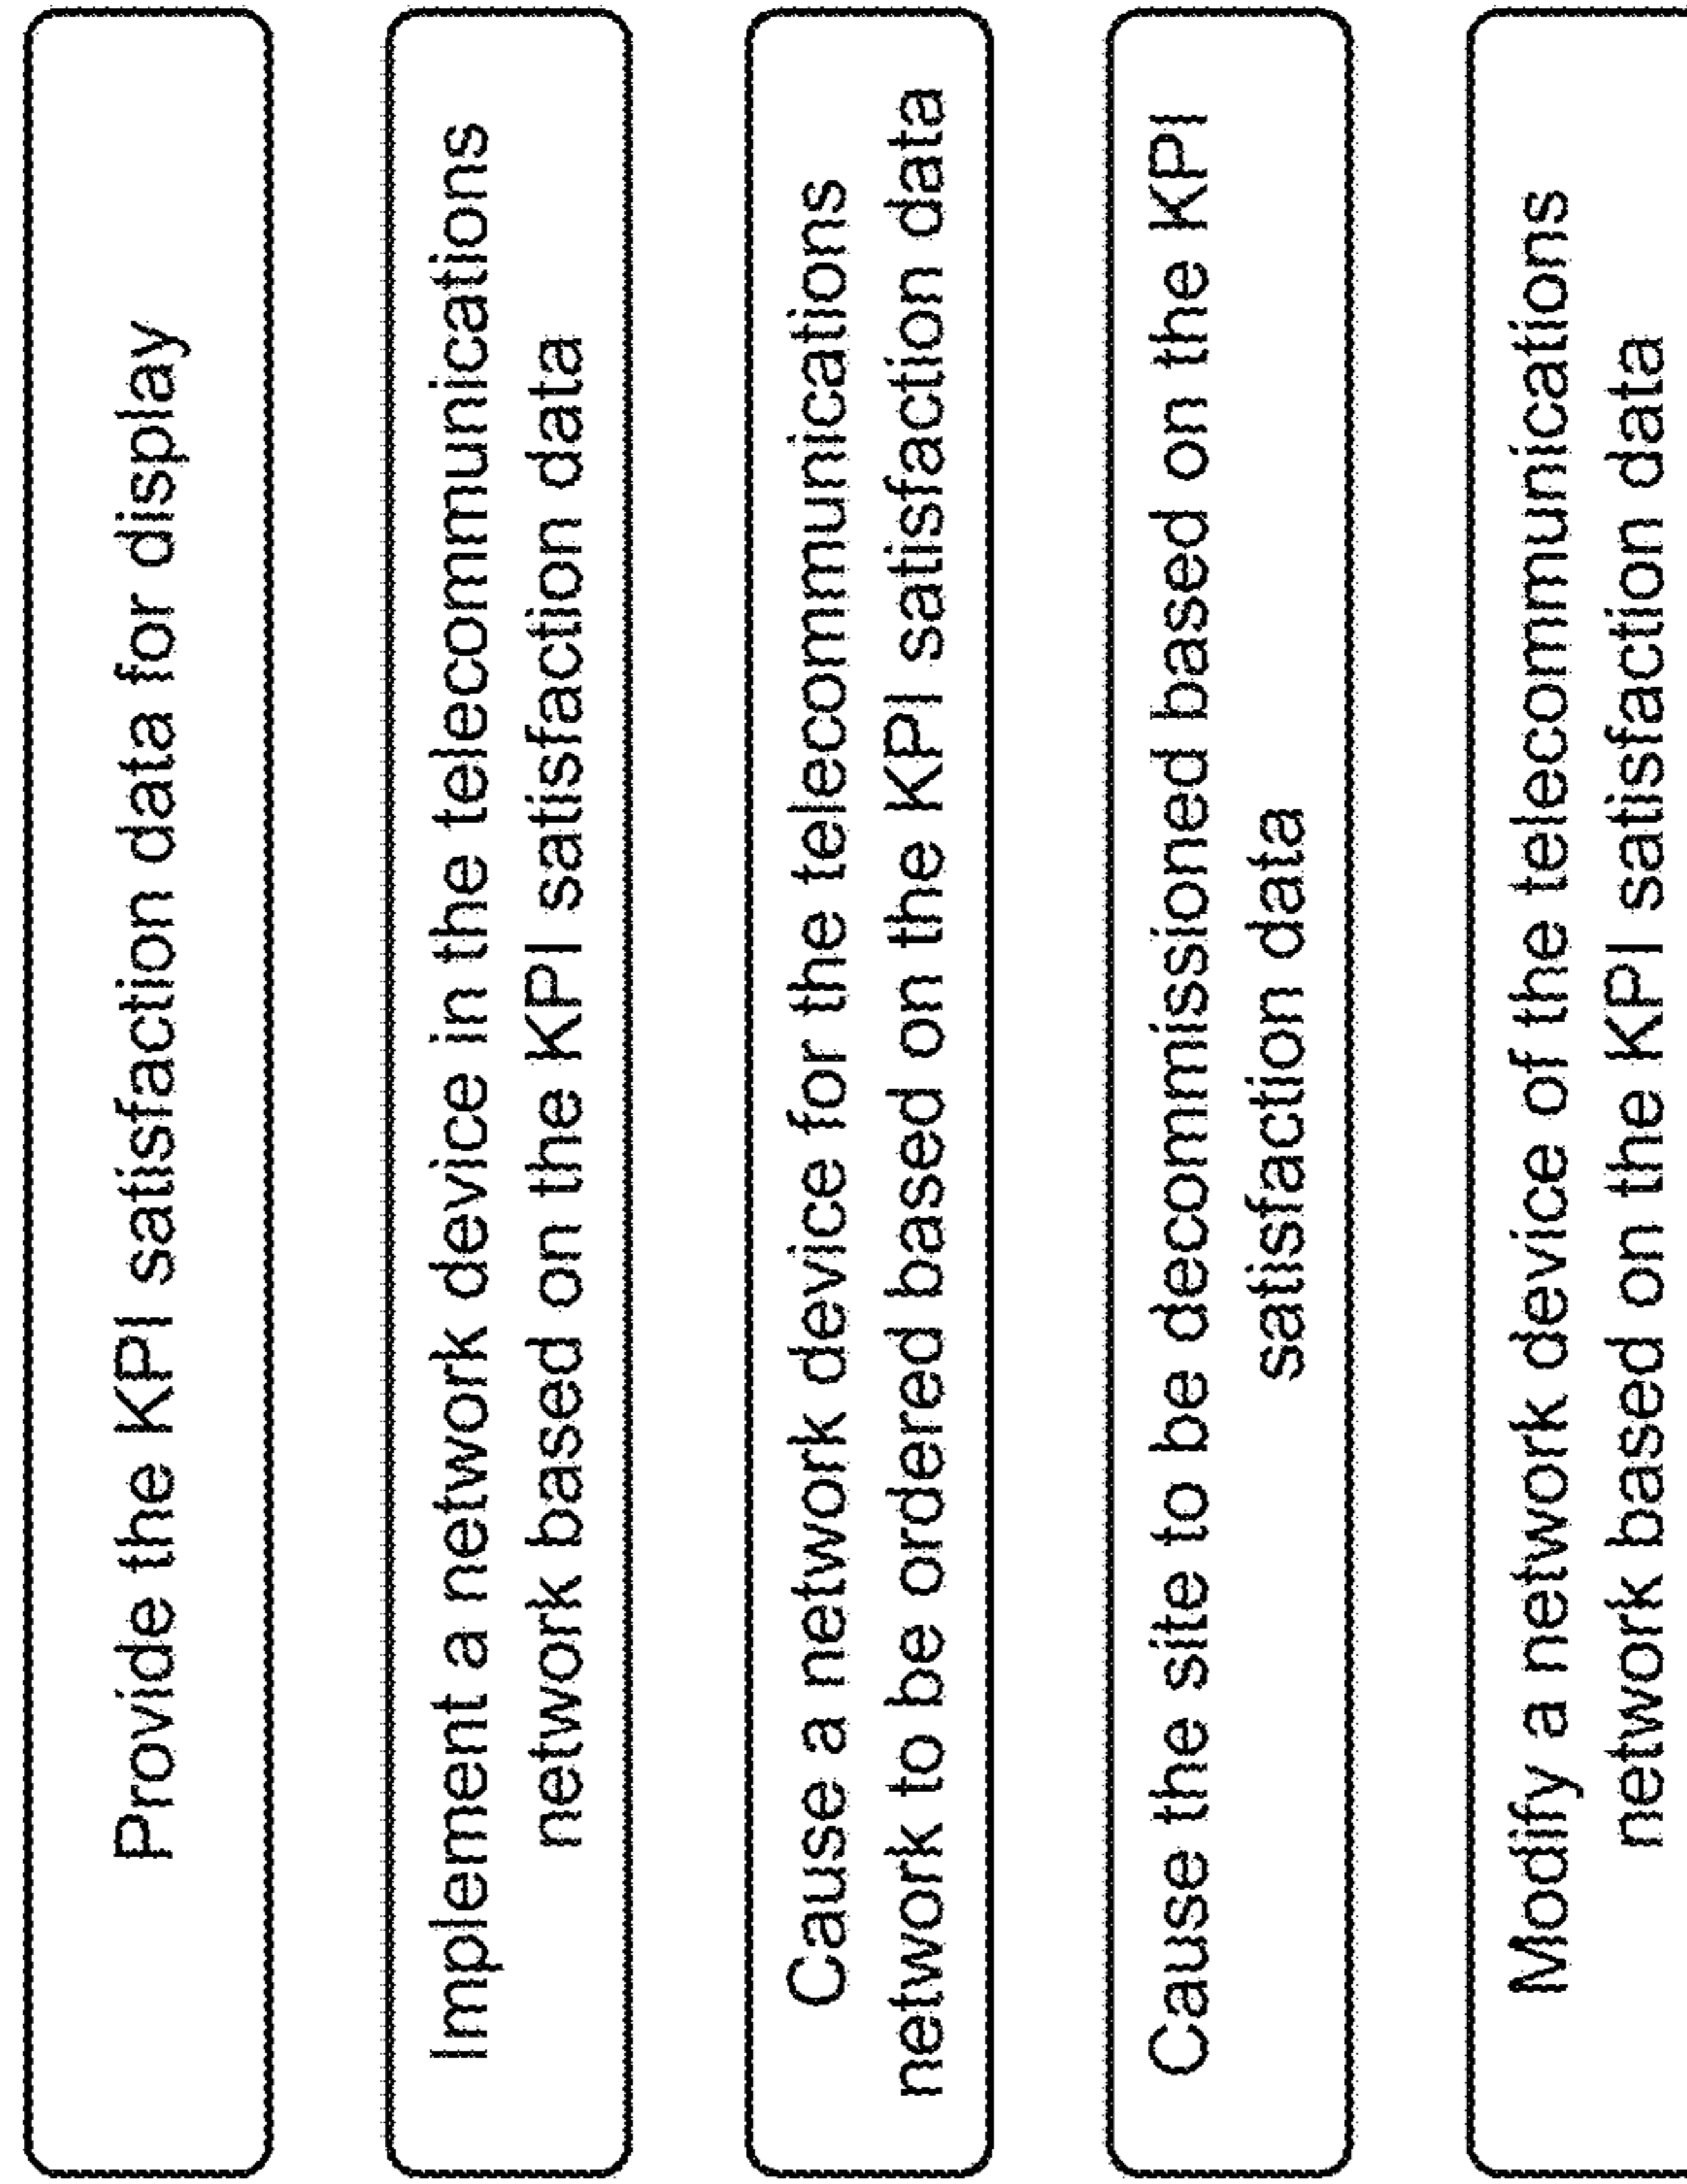 Provide the KPI satisfaction data for display
Implement a network device in the telecommunications
network based on the KPI satisfaction data
Cause a network device for the telecommunications
network to be ordered based on the KPI satisfaction data
Cause the site to be decommissioned based on the KPI
satisfaction data
Modify a network device of the telecommunications
network based on the KPI satisfaction data